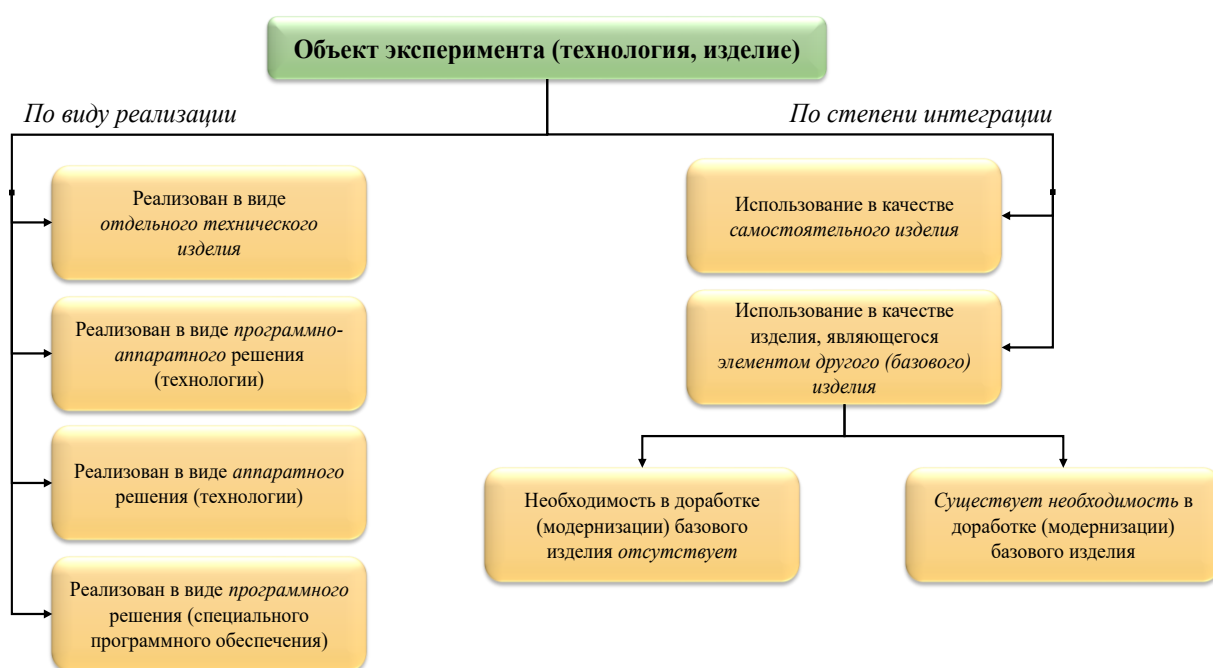 Объект эксперимента (технология, изделие)
По виду реализации
Реализован в виде
отдельного технического
изделия
Реализован в виде программно-
аппаратного решения
(технологии)
Реализован в виде аппаратного
решения (технологии)
Реализован в виде программного
решения (специального
программного обеспечения)
По степени интеграции
Использование в качестве
самостоятельного изделия
Использование в качестве
изделия, являющегося
элементом другого (базового)
изделия
Необходимость в доработке
(модернизации) базового
изделия отсутствует
Существует необходимость в
доработке (модернизации)
базового изделия